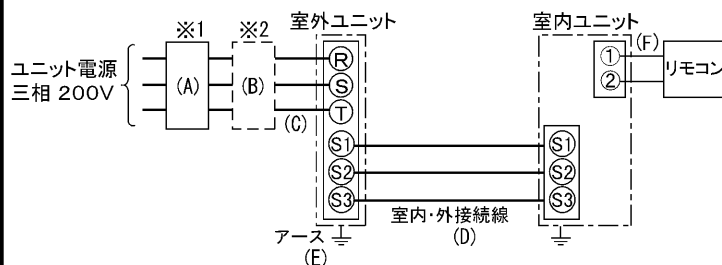 ※1
※2
室外ユニット
室内ユニット
ユニット電源
三相 200V
(A)
(B)
(C)
R
S
T
S1
S2
S3
①
②
(F)
リモコン
S1
S2
S3
室内・外接続線
(D)
アース
(E)